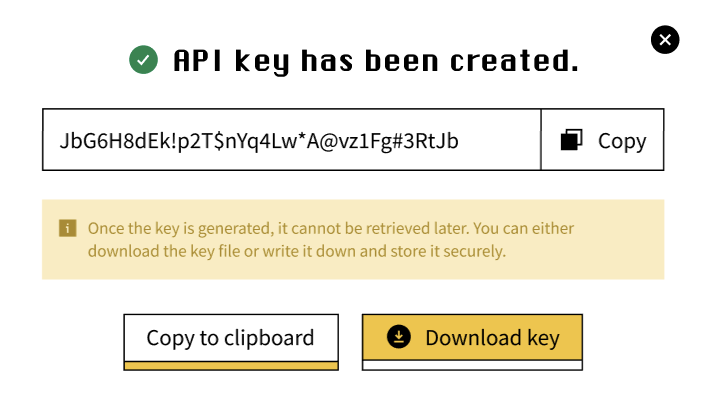 API key has been created.
JbG6H8dEk!p2T$nYq4Lw*A@vz1Fg#3RtJb
Copy
Once the key is generated, it cannot be retrieved later. You can either
download the key file or write it down and store it securely.
Copy to clipboard
Download key